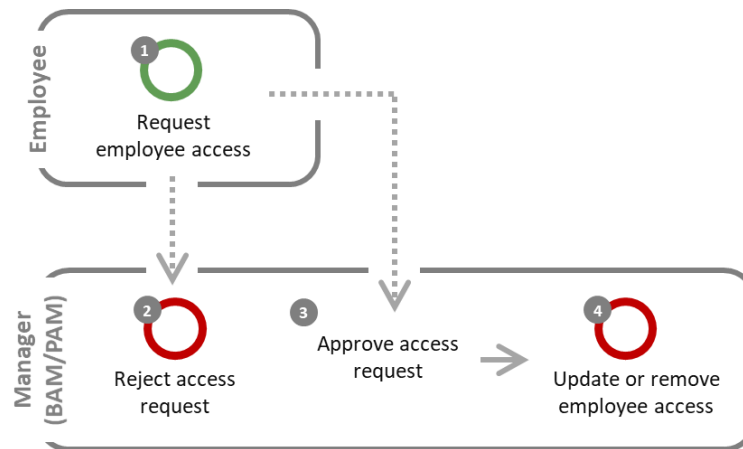 Employee
1
Request
employee access
Manager
(BAM/PAM)
2
Reject access
request
3
Approve access
request
4
Update or remove
employee access